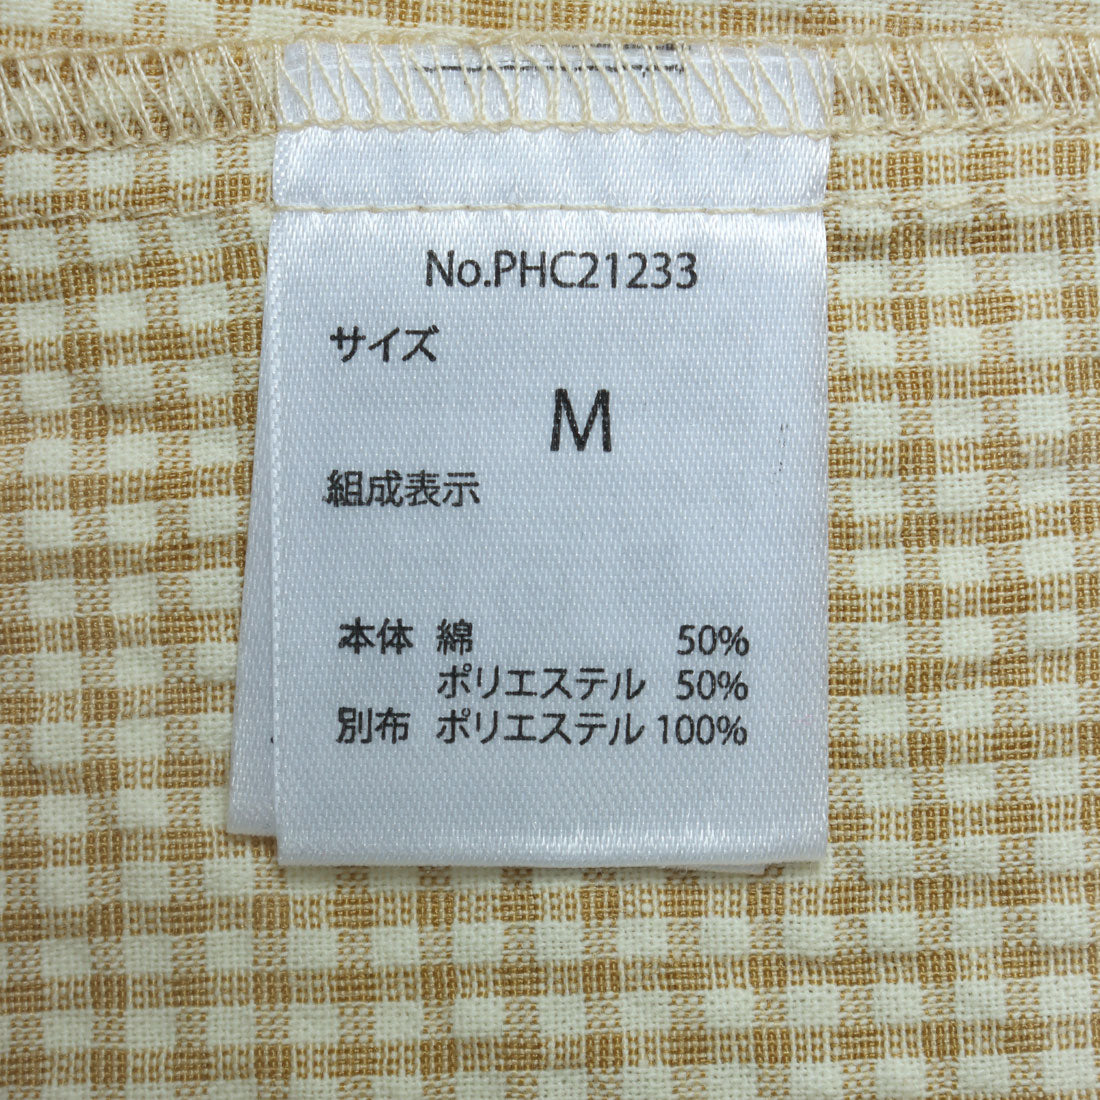 No.PHC21233
サイズ
M
組成表示
本体 綿 50%
ポリエステル 50%
別布 ポリエステル 100%